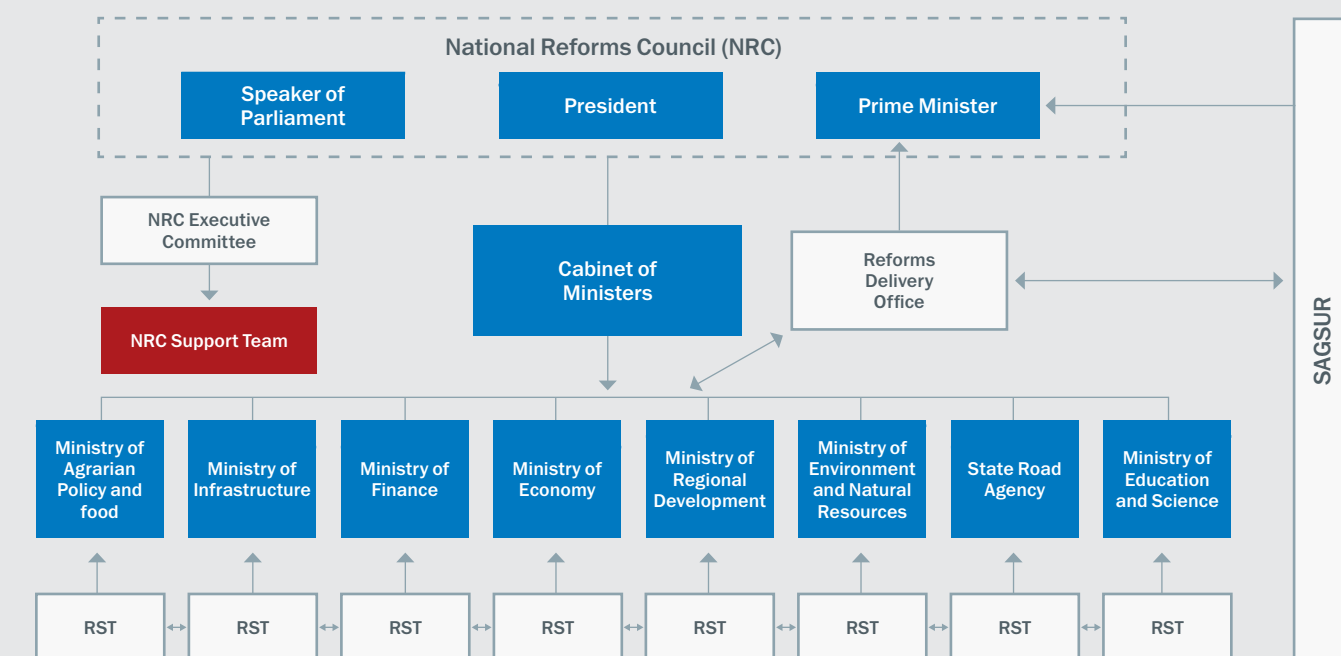 National Reforms Council (NRC)
Speaker of
Parliament
President
Prime Minister
NRC Executive
Committee
Cabinet of
Ministers
Reforms
Delivery
Office
NRC Support Team
SAGSUR
Ministry of
Agrarian
Policy and
food
Ministry of
Infrastructure
Ministry of
Finance
Ministry of
Economy
Ministry of
Regional
Development
Ministry of
Environment
and Natural
Resources
State Road
Agency
Ministry of
Education
and Science
RST
RST
RST
RST
RST
RST
RST
RST